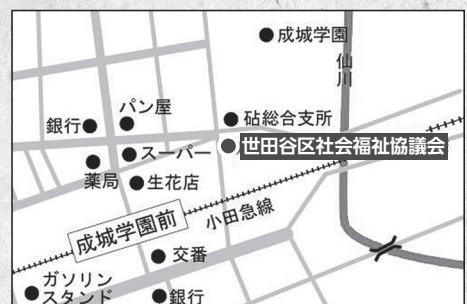 成城学園
仙川
パン屋
銀行
砧総合支所
世田谷区社会福祉協議会
スーパー
薬局
生花店
小田急線
成城学園前
交番
ガソリン
スタンド
銀行